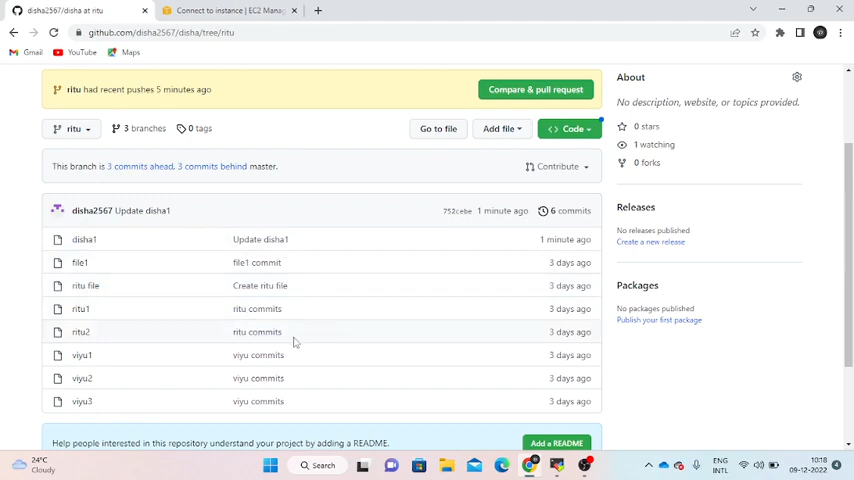 disha2567/disha at ritu
Connect to instance | EC2 Manag
github.com/disha2567/disha/tree/ritu
Gmail YouTube Maps
ritu had recent pushes 5 minutes ago
Compare & pull request
About
No description, website, or topics provided.
ritu 3 branches 0 tags Go to file Add file Code
0 stars
1 watching
0 forks
This branch is 3 commits ahead, 3 commits behind master. Contribute
disha2567 Update disha1 752cebe 1 minute ago 6 commits
disha1 Update disha1 1 minute ago
file1 file1 commit 3 days ago
ritu file Create ritu file 3 days ago
ritu1 ritu commits 3 days ago
ritu2 ritu commits 3 days ago
viyu1 viyu commits 3 days ago
viyu2 viyu commits 3 days ago
viyu3 viyu commits 3 days ago
Releases
No releases published
Create a new release
Packages
No packages published
Publish your first package
Help people interested in this repository understand your project by adding a README. Add a README
24°C
Cloudy
Search
ENG
INTL
10:18
09-12-2022
4